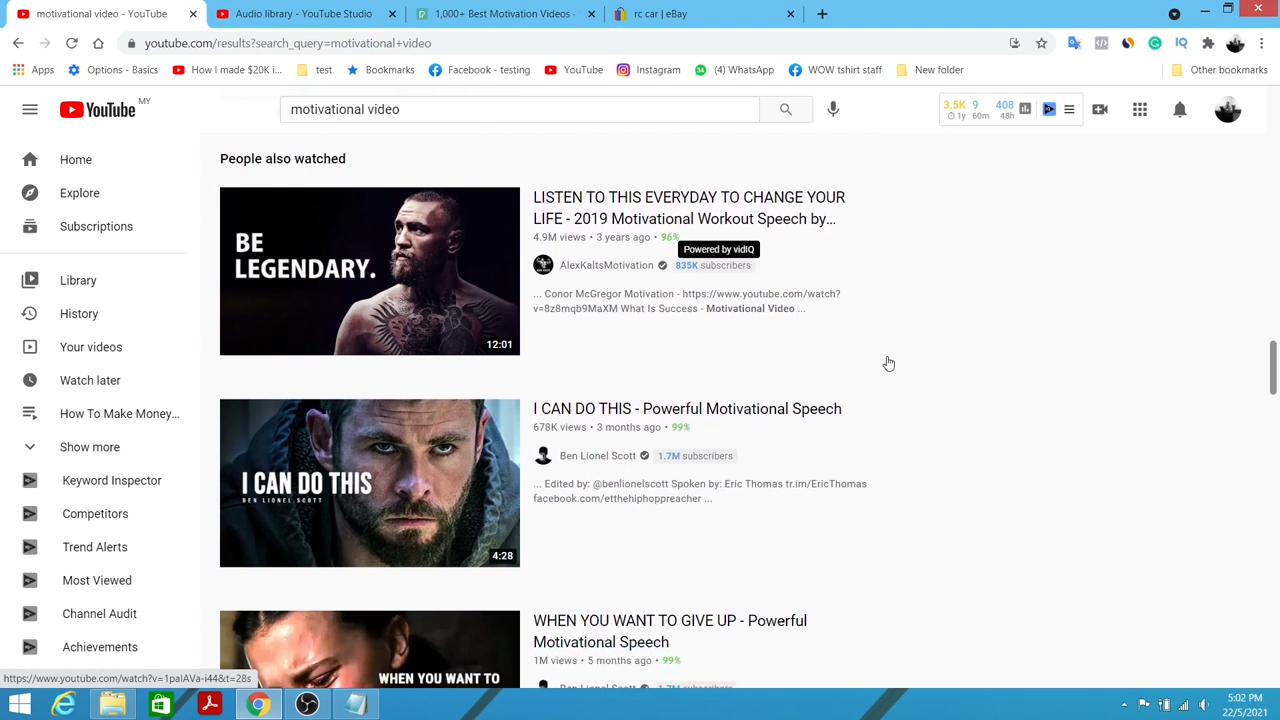 motivational video - YouTube
Audio library - YouTube Studio
1,000+ Best Motivation Videos ·
rc car | eBay
youtube.com/results?search_query=motivational+video
Apps
Options - Basics
How I made $20K i...
test
Bookmarks
Facebook - testing
YouTube
Instagram
(4) WhatsApp
WOW tshirt staff
New folder
Other bookmarks
YouTube MY
motivational video
3.5K 9 408
1y 60m 48h
Home
Explore
Subscriptions
Library
History
Your videos
Watch later
How To Make Money...
Show more
Keyword Inspector
Competitors
Trend Alerts
Most Viewed
Channel Audit
Achievements
People also watched
BE
LEGENDARY.
12:01
LISTEN TO THIS EVERYDAY TO CHANGE YOUR
LIFE - 2019 Motivational Workout Speech by...
4.9M views • 3 years ago • 96%
Powered by vidIQ
AlexKaltsMotivation 835K subscribers
... Conor McGregor Motivation - https://www.youtube.com/watch?
v=8z8mqb9MaXM What Is Success - Motivational Video ...
I CAN DO THIS
BEN LIONEL SCOTT
4:28
I CAN DO THIS - Powerful Motivational Speech
678K views • 3 months ago • 99%
Ben Lionel Scott 1.7M subscribers
... Edited by: @benlionelscott Spoken by: Eric Thomas tr.im/EricThomas
facebook.com/etthehiphoppreacher ...
WHEN YOU WANT TO
WHEN YOU WANT TO GIVE UP - Powerful
Motivational Speech
1M views • 5 months ago • 99%
Ben Lionel Scott 1.7M subscribers
https://www.youtube.com/watch?v=1paIAVa-i44&t=28s
5:02 PM
22/5/2021